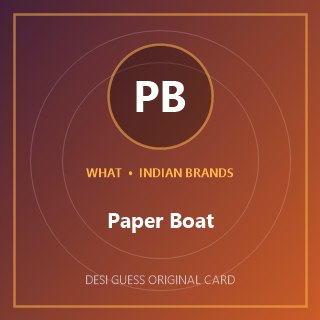 PB
WHAT • INDIAN BRANDS
Paper Boat
DESI GUESS ORIGINAL CARD